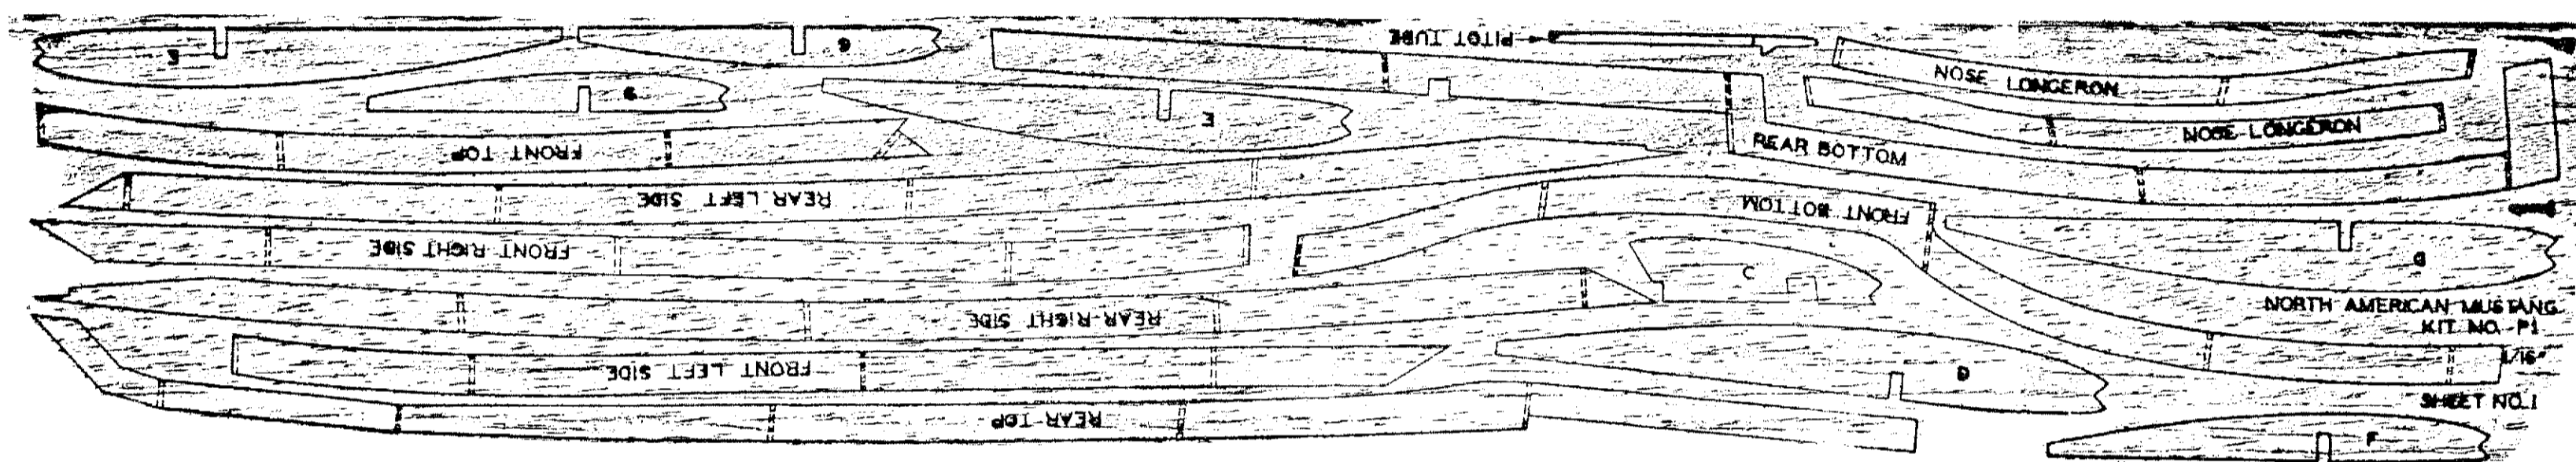 E
G
PITOT TUBE
NOSE LONGERON
G
E
NOSE LONGERON
FRONT TOP
REAR BOTTOM
REAR LEFT SIDE
FRONT BOTTOM
FRONT RIGHT SIDE
D
C
NORTH AMERICAN MUSTANG
KIT NO. P1
REAR RIGHT SIDE
1/16"
FRONT LEFT SIDE
D
SHEET NO. 1
REAR TOP
F